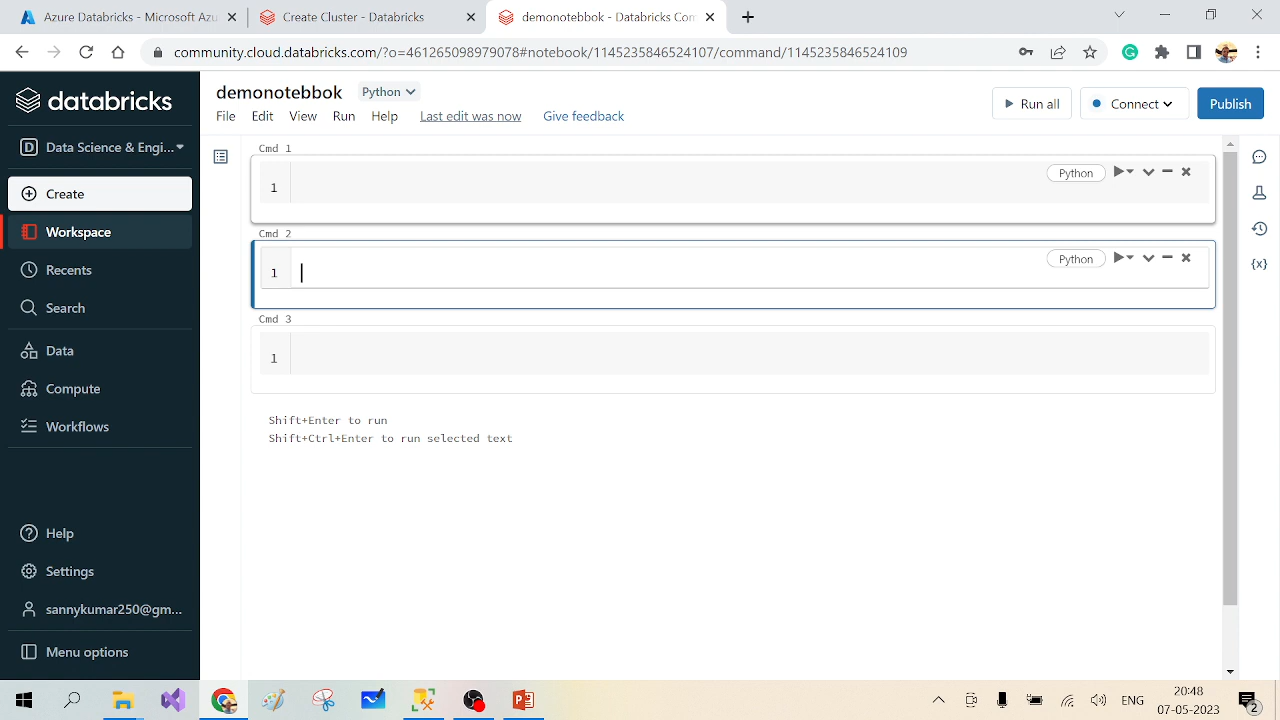 Azure Databricks - Microsoft Azu
Create Cluster - Databricks
demonotebbok - Databricks Com
community.cloud.databricks.com/?o=461265098979078#notebook/1145235846524107/command/1145235846524109
databricks
D Data Science & Engi...
Create
Workspace
Recents
Search
Data
Compute
Workflows
Help
Settings
sannykumar250@gm...
Menu options
demonotebbok Python
File Edit View Run Help Last edit was now Give feedback
Run all Connect Publish
Cmd 1
1
Python
Cmd 2
1
Python
Cmd 3
1
Shift+Enter to run
Shift+Ctrl+Enter to run selected text
{x}
ENG
20:48
07-05-2023
2